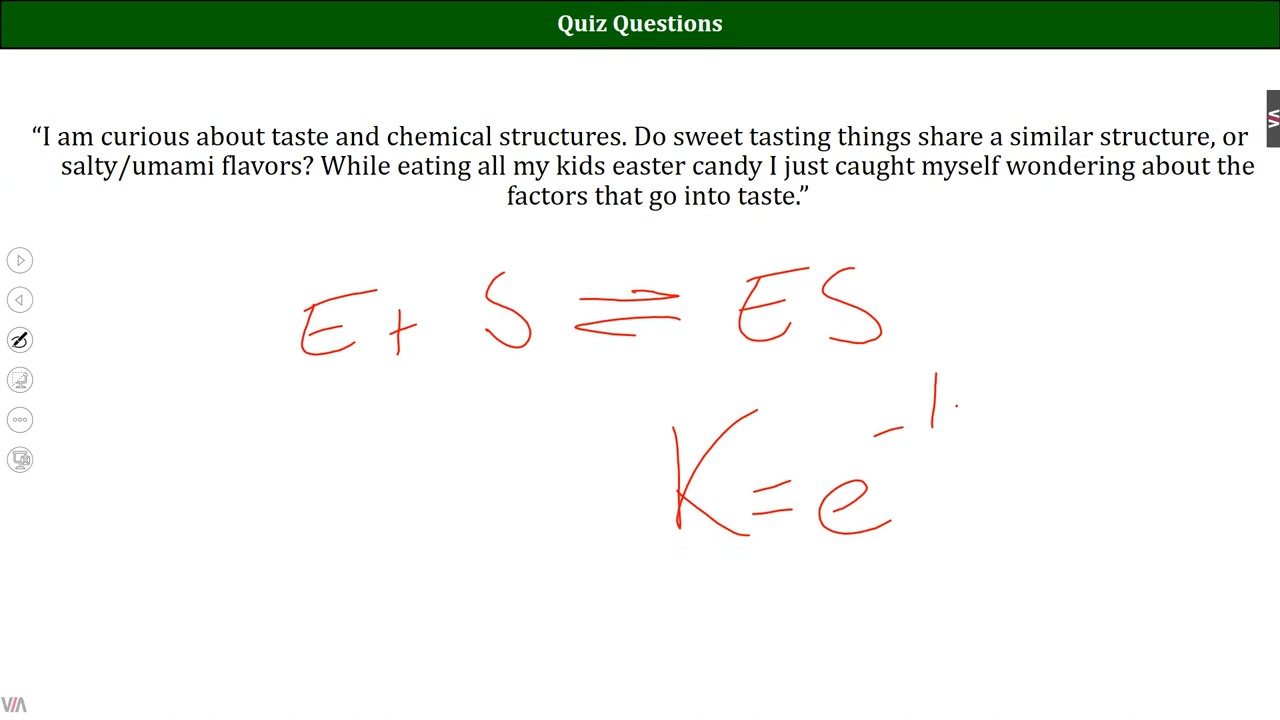 Quiz Questions
“I am curious about taste and chemical structures. Do sweet tasting things share a similar structure, or
salty/umami flavors? While eating all my kids easter candy I just caught myself wondering about the
factors that go into taste.”
E + S ⇌ ES
K = e^-
VIA